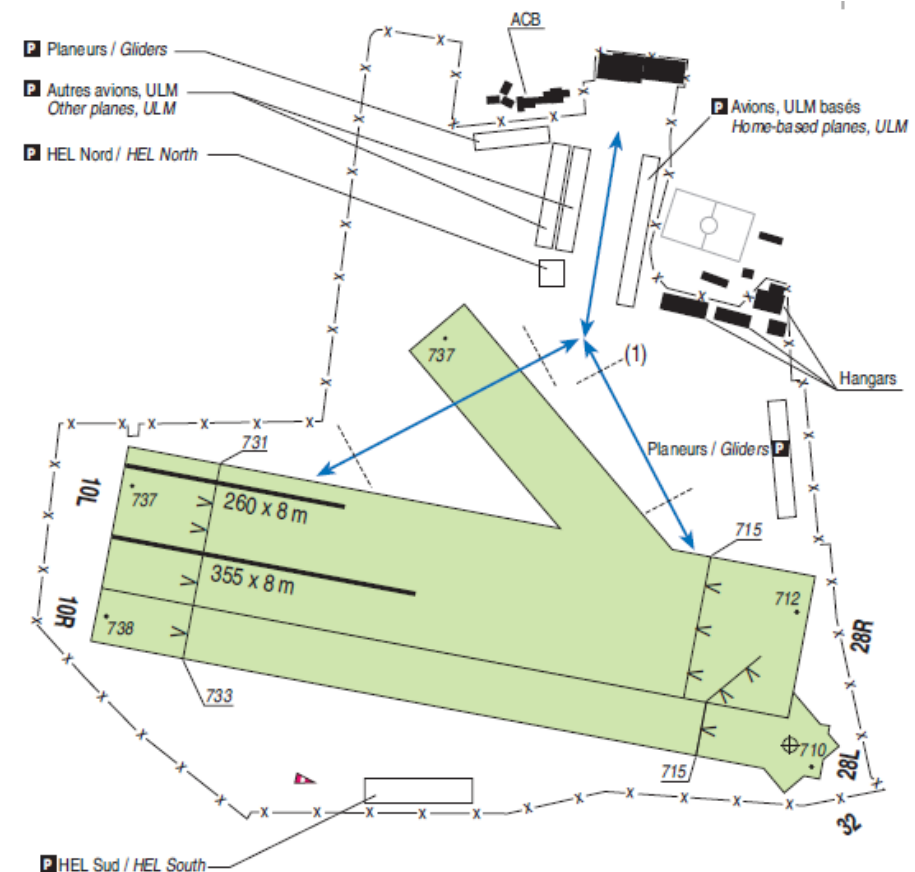 ACB
P Planeurs / Gliders
P Autres avions, ULM
Other planes, ULM
P HEL Nord / HEL North
P Avions, ULM basés
Home-based planes, ULM
737
(1)
Hangars
Planeurs / Gliders P
731
10L
737
260 x 8 m
715
355 x 8 m
712
10R
738
28R
733
710
715
28L
32
P HEL Sud / HEL South